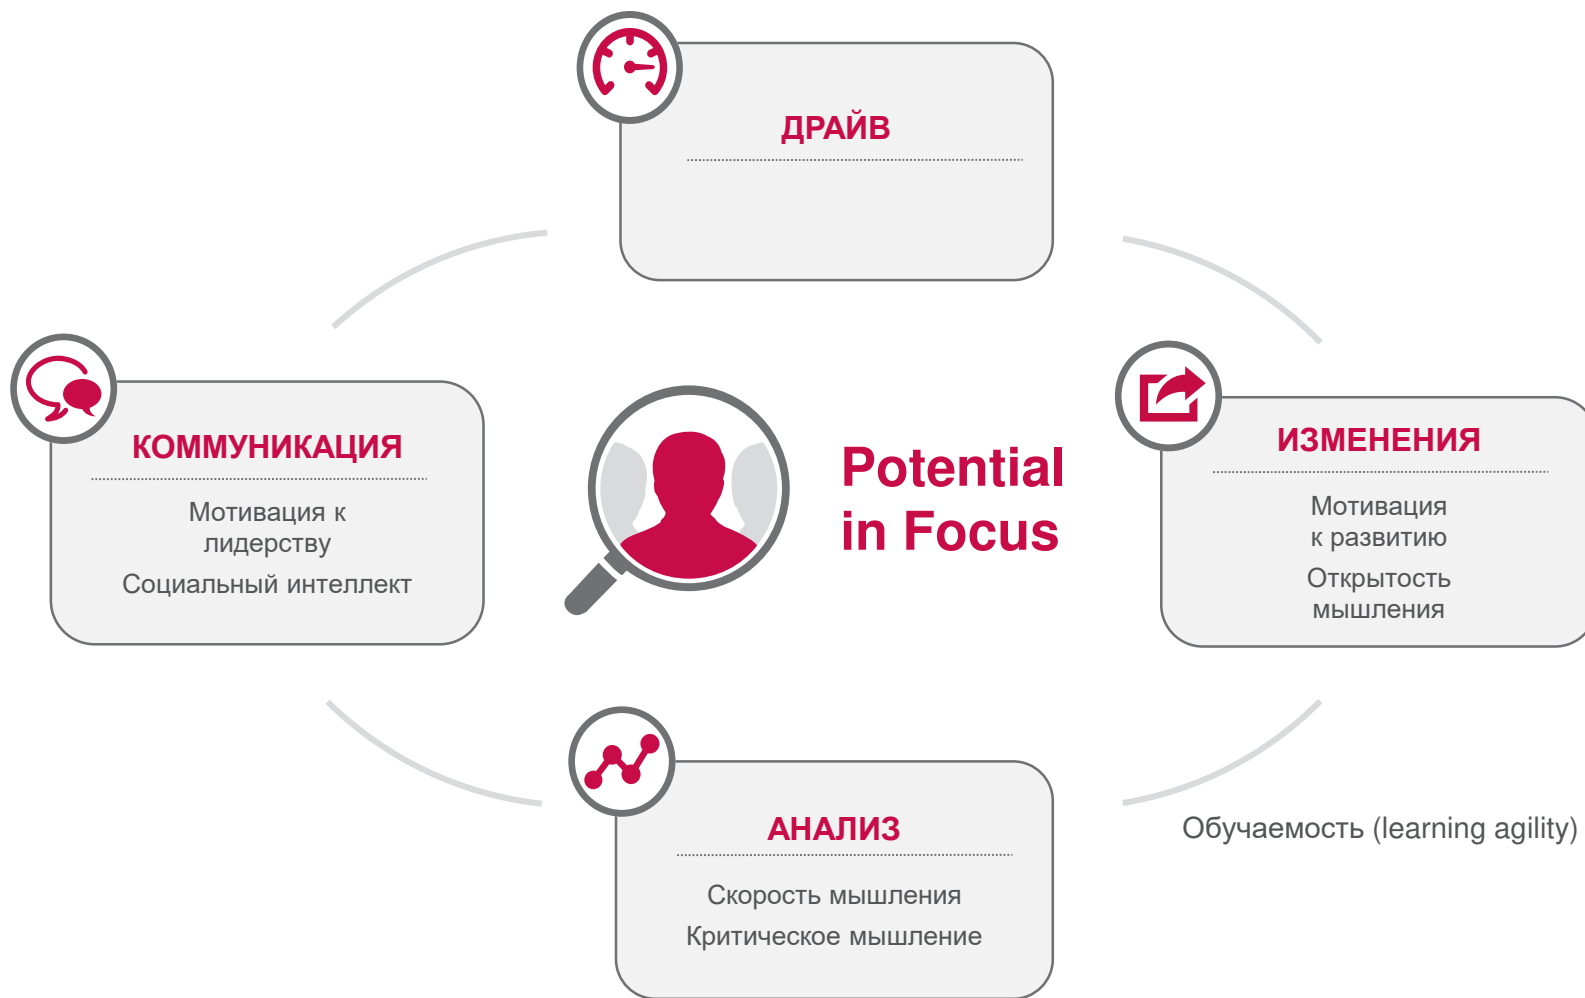 ДРАЙВ
КОММУНИКАЦИЯ
Мотивация к
лидерству
Социальный интеллект
Potential
in Focus
ИЗМЕНЕНИЯ
Мотивация
к развитию
Открытость
мышления
АНАЛИЗ
Скорость мышления
Критическое мышление
Обучаемость (learning agility)